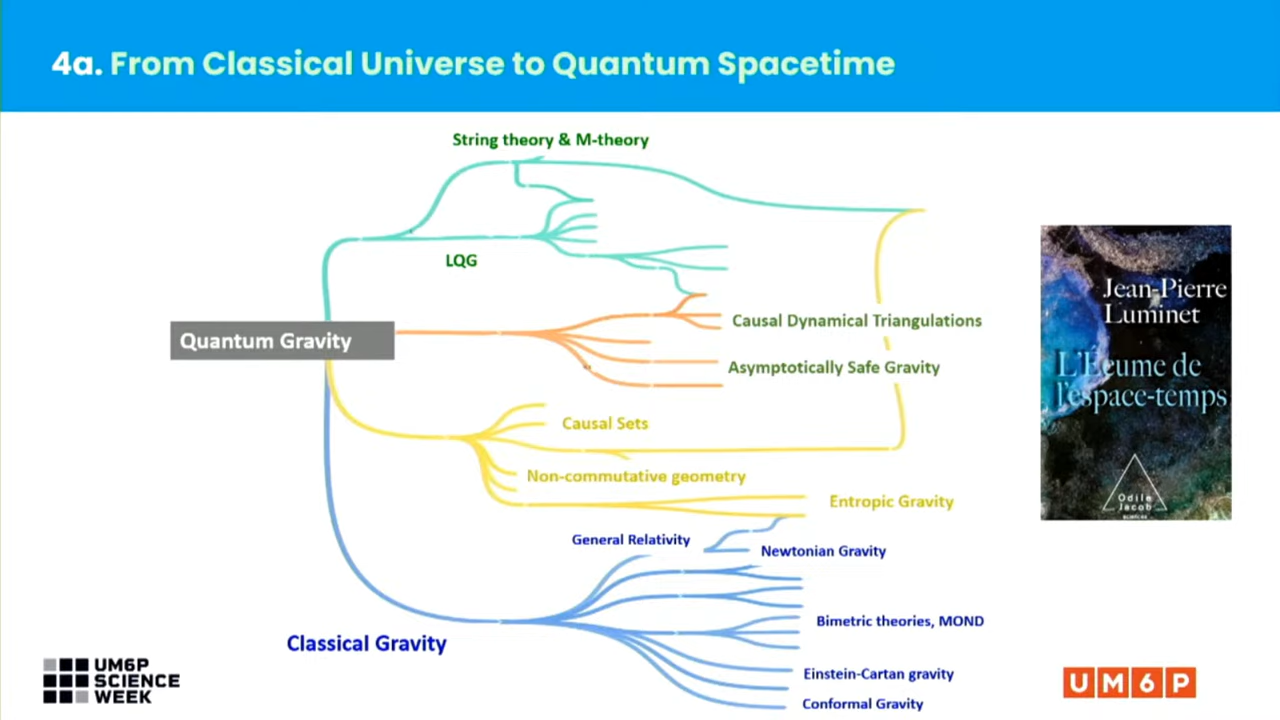 4a. From Classical Universe to Quantum Spacetime
String theory & M-theory
LQG
Quantum Gravity
Causal Dynamical Triangulations
Asymptotically Safe Gravity
Causal Sets
Non-commutative geometry
Entropic Gravity
General Relativity
Newtonian Gravity
Bimetric theories, MOND
Classical Gravity
Einstein-Cartan gravity
Conformal Gravity
Jean-Pierre
Luminet
L'Écume de
l'espace-temps
Odile
Jacob
SCIENCES
UM6P
SCIENCE
WEEK
UM6P